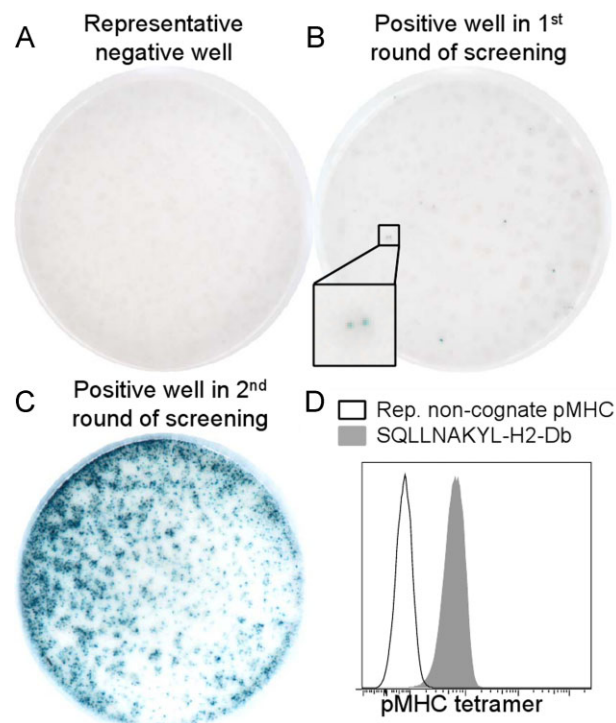 A
Representative
negative well
B
Positive well in 1st
round of screening
C
Positive well in 2nd
round of screening
D
Rep. non-cognate pMHC
SQLLNAKYL-H2-Db
pMHC tetramer